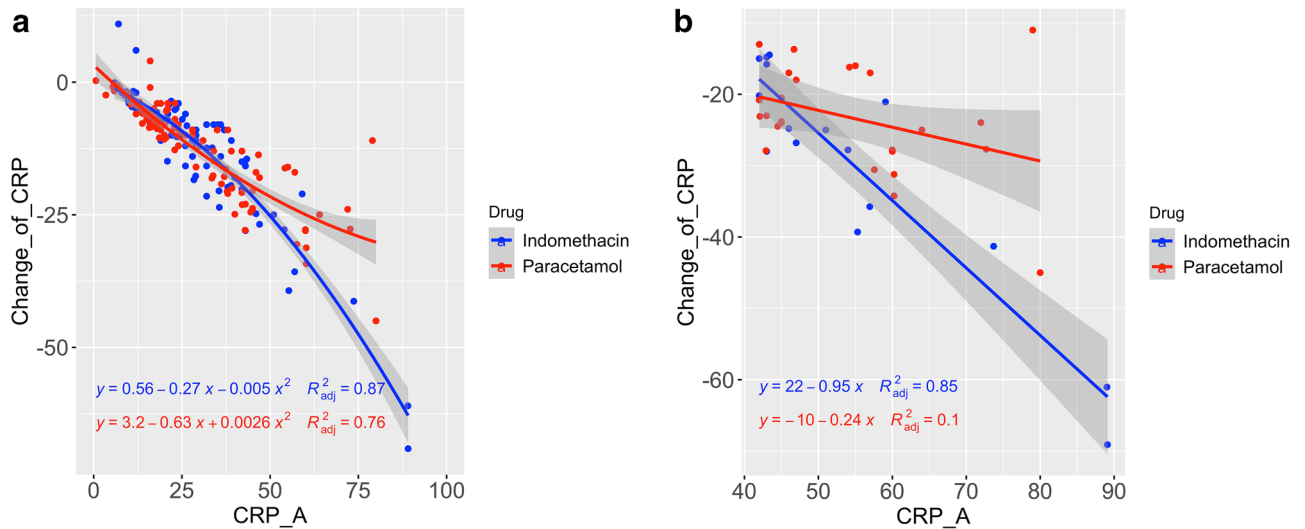 a
Change_of_CRP
0
-25
-50
y = 0.56 – 0.27 x – 0.005 x² R²adj = 0.87
y = 3.2 – 0.63 x + 0.0026 x² R²adj = 0.76
0 25 50 75 100
CRP_A
Drug
a Indomethacin
a Paracetamol
b
Change_of_CRP
-20
-40
-60
y = 22 – 0.95 x R²adj = 0.85
y = – 10 – 0.24 x R²adj = 0.1
40 50 60 70 80 90
CRP_A
Drug
a Indomethacin
a Paracetamol